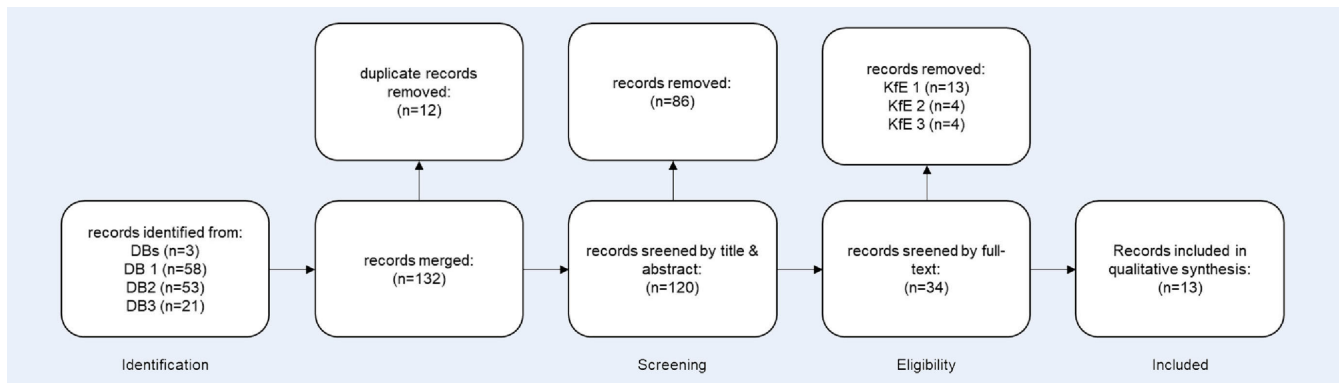 duplicate records
removed:
(n=12)
records removed:
(n=86)
records removed:
KfE 1 (n=13)
KfE 2 (n=4)
KfE 3 (n=4)
records identified from:
DBs (n=3)
DB 1 (n=58)
DB2 (n=53)
DB3 (n=21)
records merged:
(n=132)
records sreened by title &
abstract:
(n=120)
records sreened by full-
text:
(n=34)
Records included in
qualitative synthesis:
(n=13)
Identification
Screening
Eligibility
Included